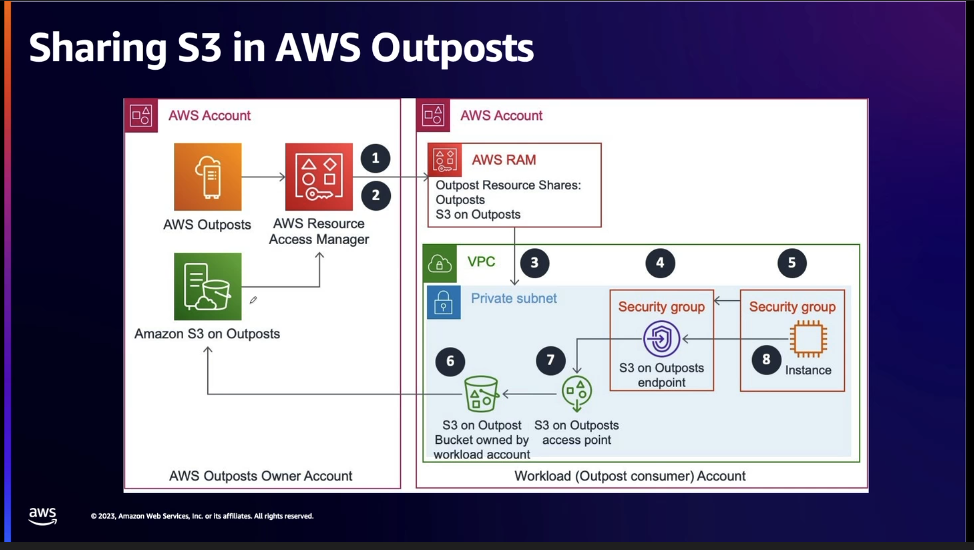 Sharing S3 in AWS Outposts
AWS Account
AWS Outposts
AWS Resource
Access Manager
1
2
Amazon S3 on Outposts
AWS Outposts Owner Account
AWS Account
AWS RAM
Outpost Resource Shares:
Outposts
S3 on Outposts
VPC
3
4
5
Private subnet
Security group
S3 on Outposts
endpoint
Security group
8
Instance
6
7
S3 on Outpost
Bucket owned by
workload account
S3 on Outposts
access point
Workload (Outpost consumer) Account
aws
© 2023, Amazon Web Services, Inc. or its affiliates. All rights reserved.